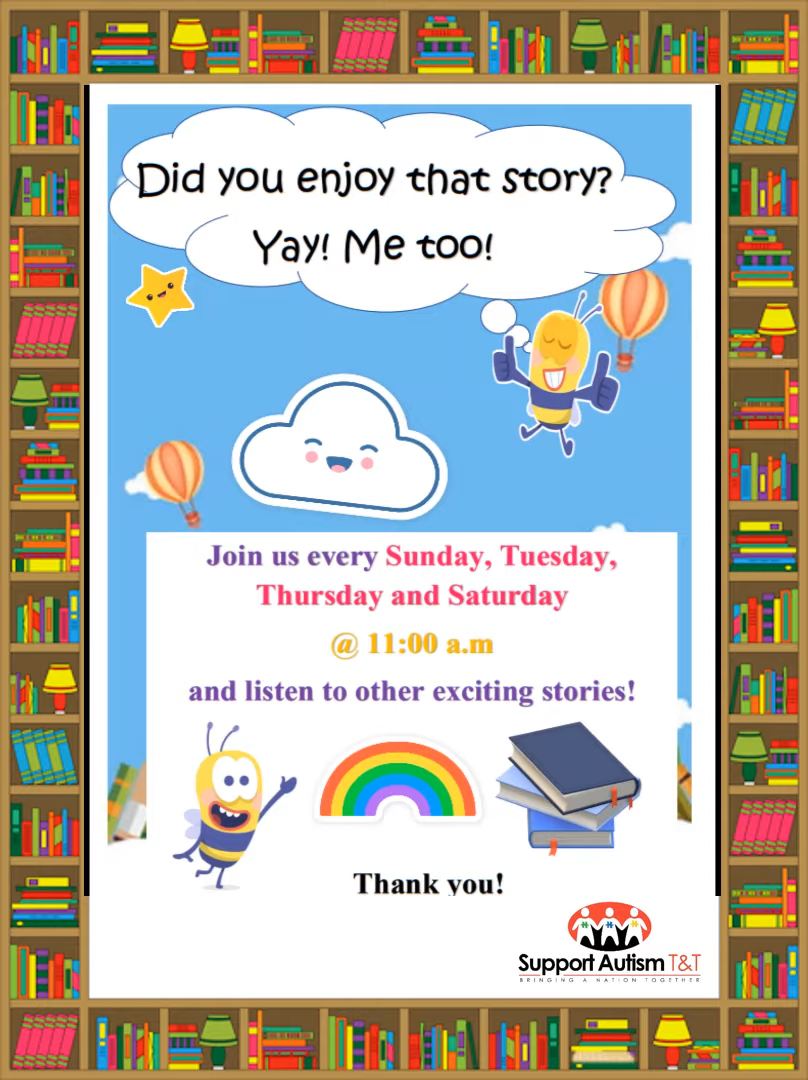 Did you enjoy that story?
Yay! Me too!
Join us every Sunday, Tuesday,
Thursday and Saturday
@ 11:00 a.m
and listen to other exciting stories!
Thank you!
Support Autism T&T
BRINGING A NATION TOGETHER